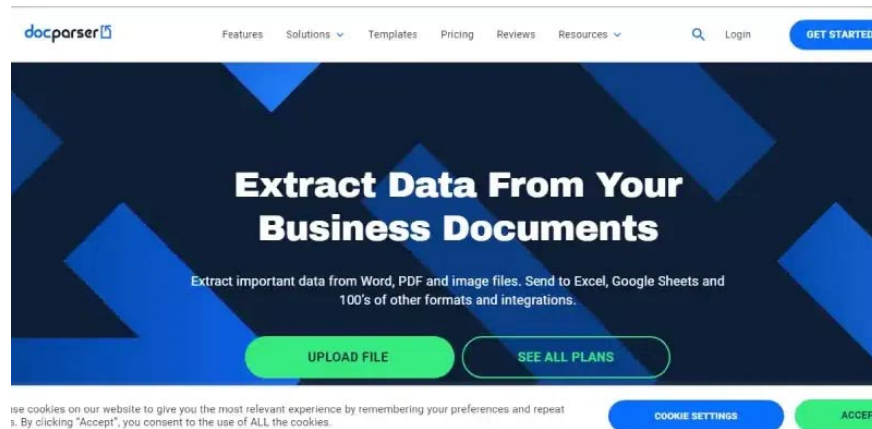 docparser
Features Solutions Templates Pricing Reviews Resources Login GET STARTED
Extract Data From Your
Business Documents
Extract important data from Word, PDF and image files. Send to Excel, Google Sheets and
100's of other formats and integrations.
UPLOAD FILE SEE ALL PLANS
cookies on our website to give you the most relevant experience by remembering your preferences and repeat
By clicking "Accept", you consent to the use of ALL the cookies.
COOKIE SETTINGS